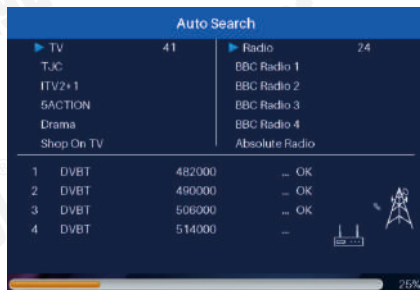 Auto Search
TV 41 Radio 24
TJC BBC Radio 1
ITV2+1 BBC Radio 2
5ACTION BBC Radio 3
Drama BBC Radio 4
Shop On TV Absolute Radio
1 DVBT 482000 ... OK
2 DVBT 490000 ... OK
3 DVBT 506000 ... OK
4 DVBT 514000 ...
25%